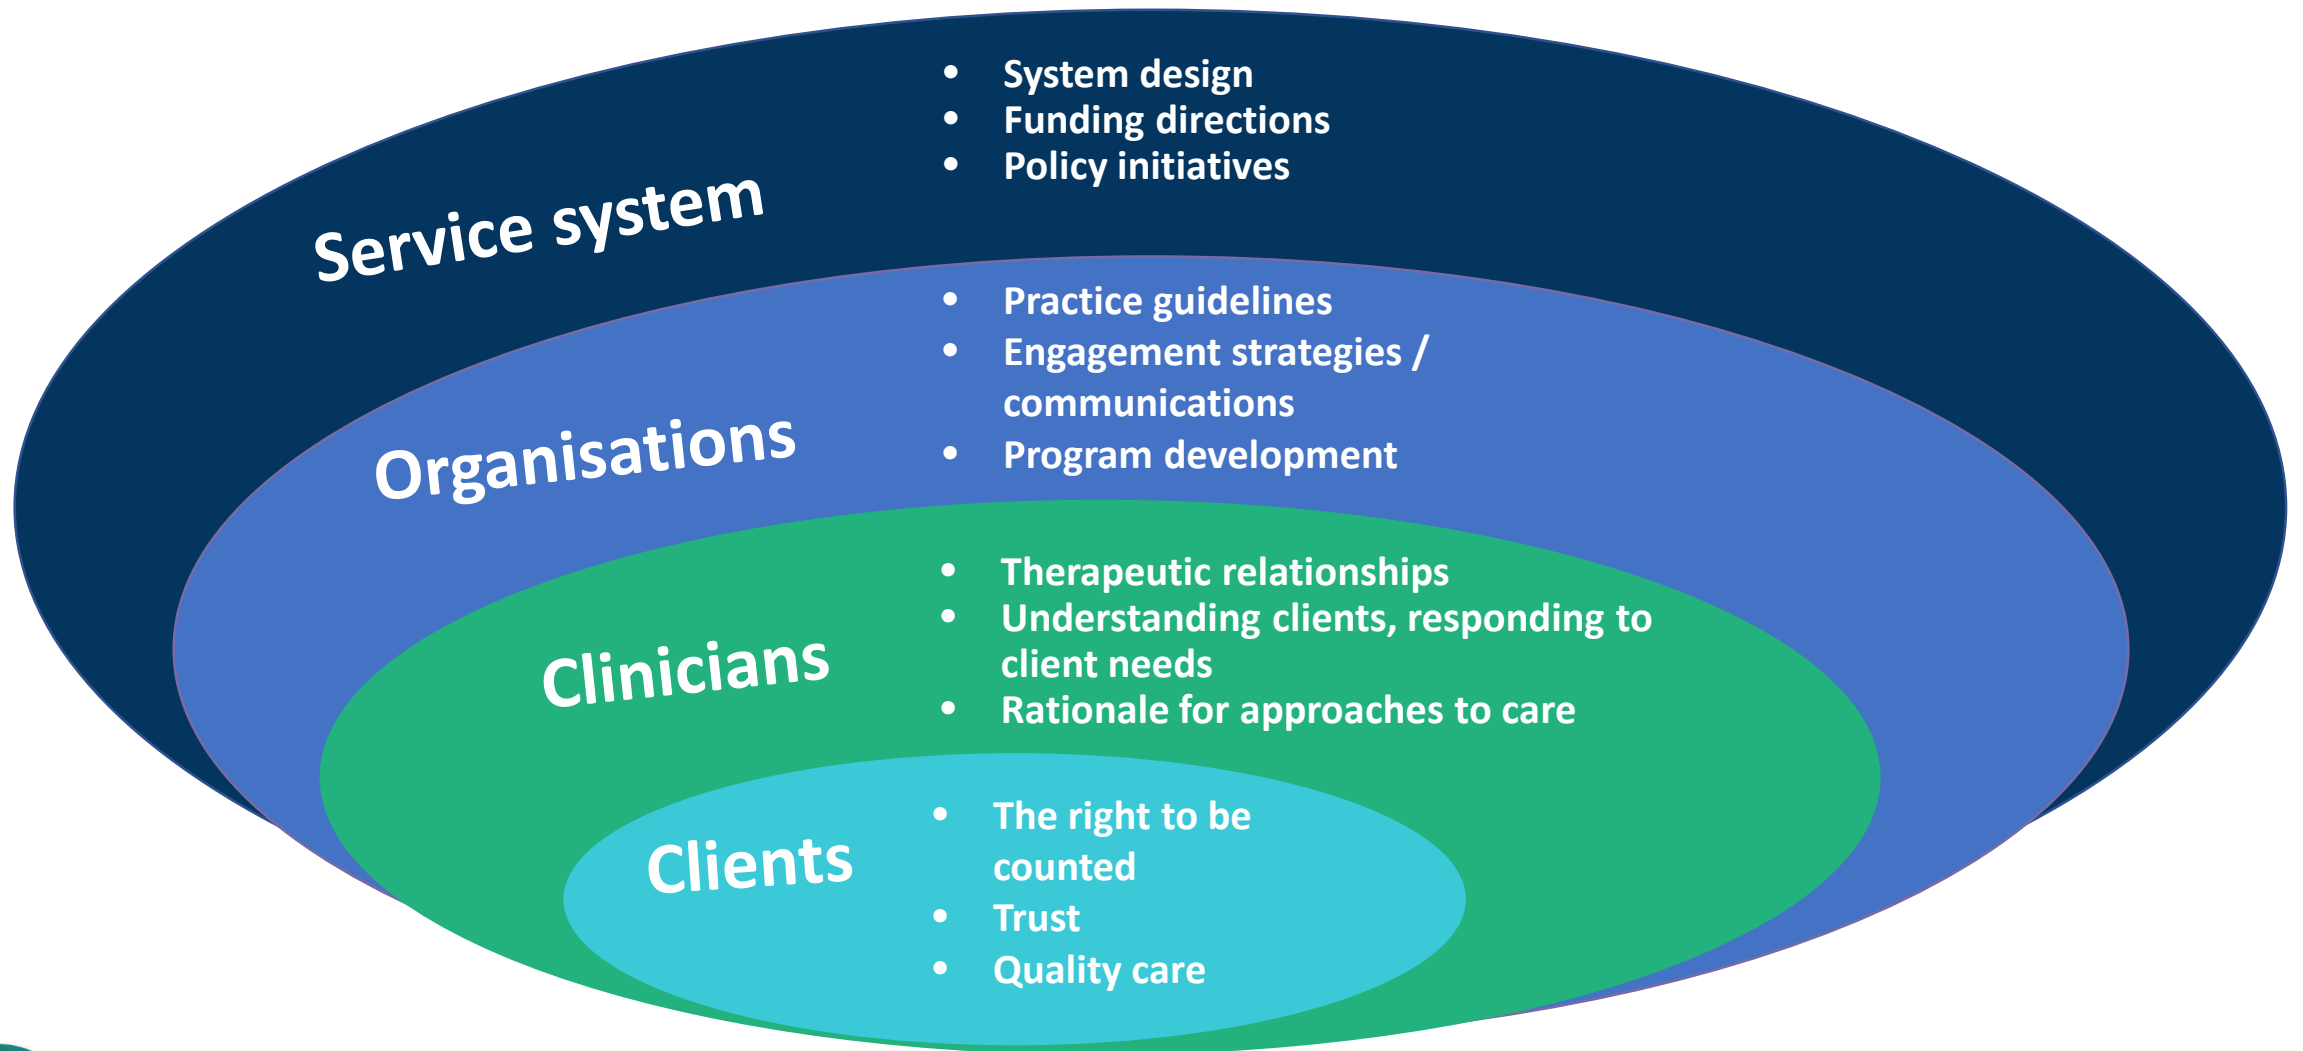 Service system
• System design
• Funding directions
• Policy initiatives
Organisations
• Practice guidelines
• Engagement strategies /
communications
• Program development
Clinicians
• Therapeutic relationships
• Understanding clients, responding to
client needs
• Rationale for approaches to care
Clients
• The right to be
counted
• Trust
• Quality care